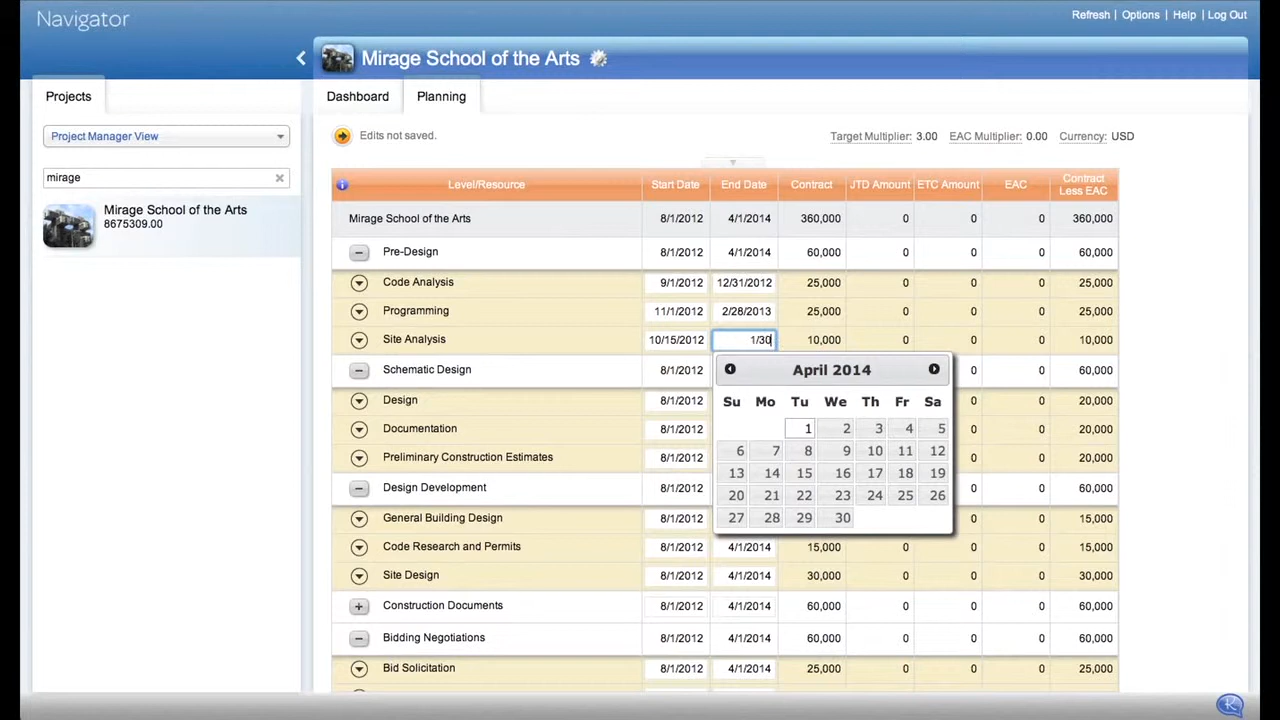 Navigator
Refresh | Options | Help | Log Out
Mirage School of the Arts
Projects
Dashboard Planning
Project Manager View
Edits not saved.
Target Multiplier: 3.00 EAC Multiplier: 0.00 Currency: USD
mirage
Mirage School of the Arts
8675309.00
Level/Resource Start Date End Date Contract JTD Amount ETC Amount EAC Contract Less EAC
Mirage School of the Arts 8/1/2012 4/1/2014 360,000 0 0 0 360,000
Pre-Design 8/1/2012 4/1/2014 60,000 0 0 0 60,000
Code Analysis 9/1/2012 12/31/2012 25,000 0 0 0 25,000
Programming 11/1/2012 2/28/2013 25,000 0 0 0 25,000
Site Analysis 10/15/2012 1/30 10,000 0 0 0 10,000
Schematic Design 8/1/2012 0 60,000
Design 8/1/2012 0 20,000
Documentation 8/1/2012 0 20,000
Preliminary Construction Estimates 8/1/2012 0 20,000
Design Development 8/1/2012 0 60,000
General Building Design 8/1/2012 0 15,000
Code Research and Permits 8/1/2012 4/1/2014 15,000 0 0 0 15,000
Site Design 8/1/2012 4/1/2014 30,000 0 0 0 30,000
Construction Documents 8/1/2012 4/1/2014 60,000 0 0 0 60,000
Bidding Negotiations 8/1/2012 4/1/2014 60,000 0 0 0 60,000
Bid Solicitation 8/1/2012 4/1/2014 25,000 0 0 0 25,000
April 2014
Su Mo Tu We Th Fr Sa
1 2 3 4 5
6 7 8 9 10 11 12
13 14 15 16 17 18 19
20 21 22 23 24 25 26
27 28 29 30